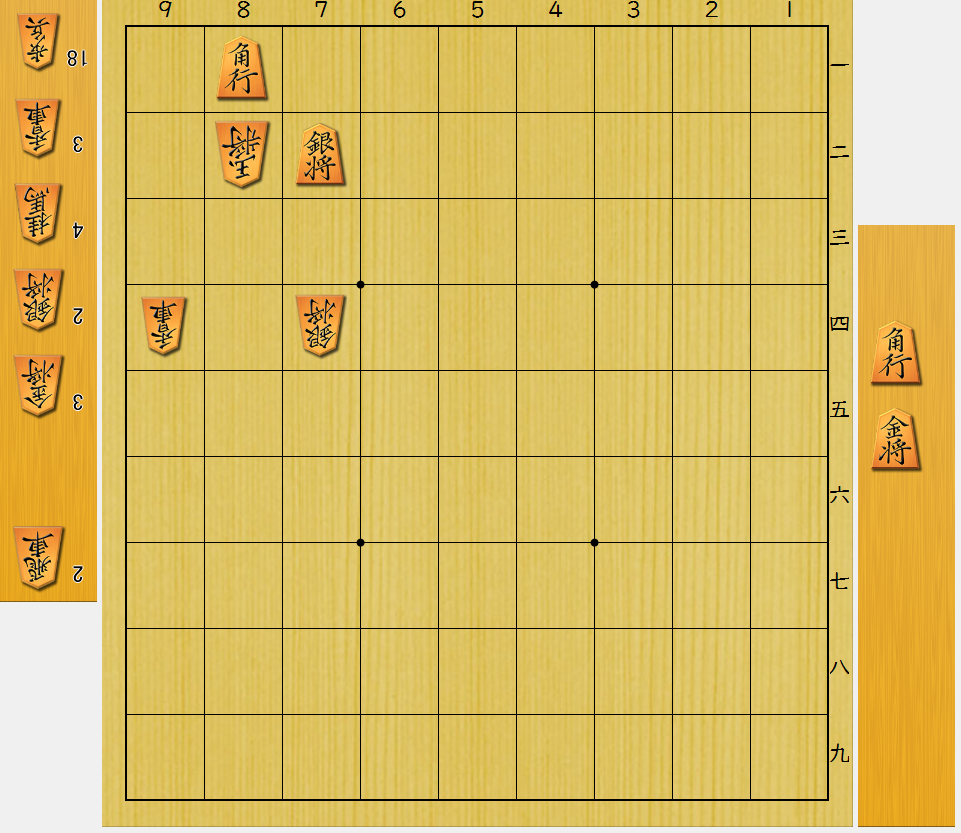 9 8 7 6 5 4 3 2 1
歩兵 18
香車 3
桂馬 4
銀将 2
金将 3
飛車 2
角行 一
王将 銀将 二
三
香車 銀将 四
五
六
七
八
九
角行
金将